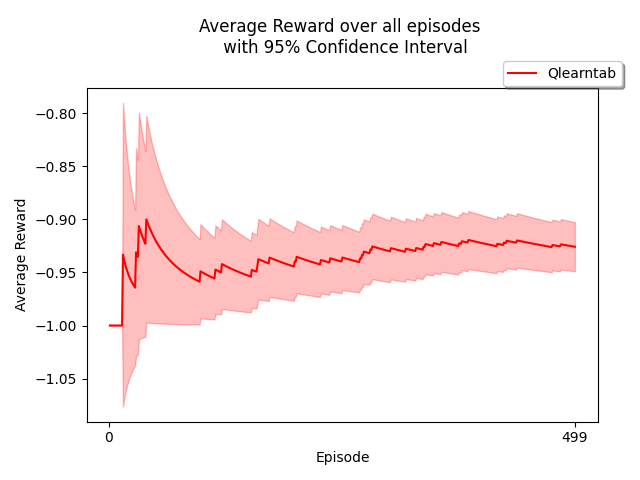 Average Reward over all episodes
with 95% Confidence Interval
Qlearntab
−0.80
−0.85
−0.90
−0.95
−1.00
−1.05
Average Reward
0
499
Episode